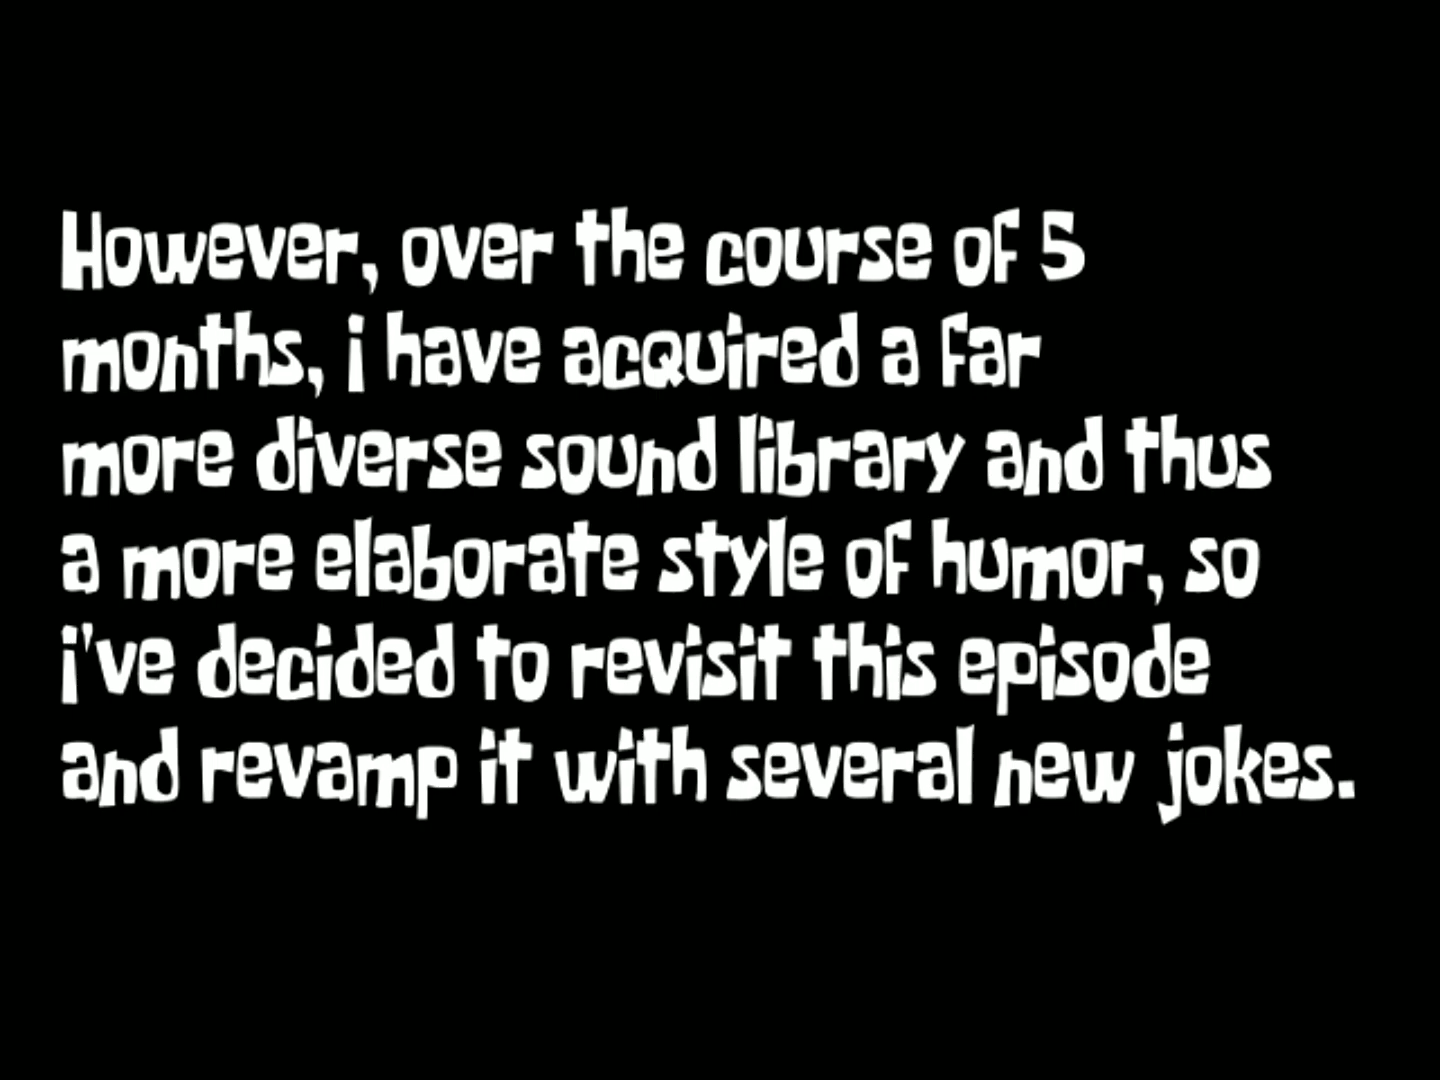 However, over the course of 5
months, i have acquired a far
more diverse sound library and thus
a more elaborate style of humor, so
i've decided to revisit this episode
and revamp it with several new jokes.